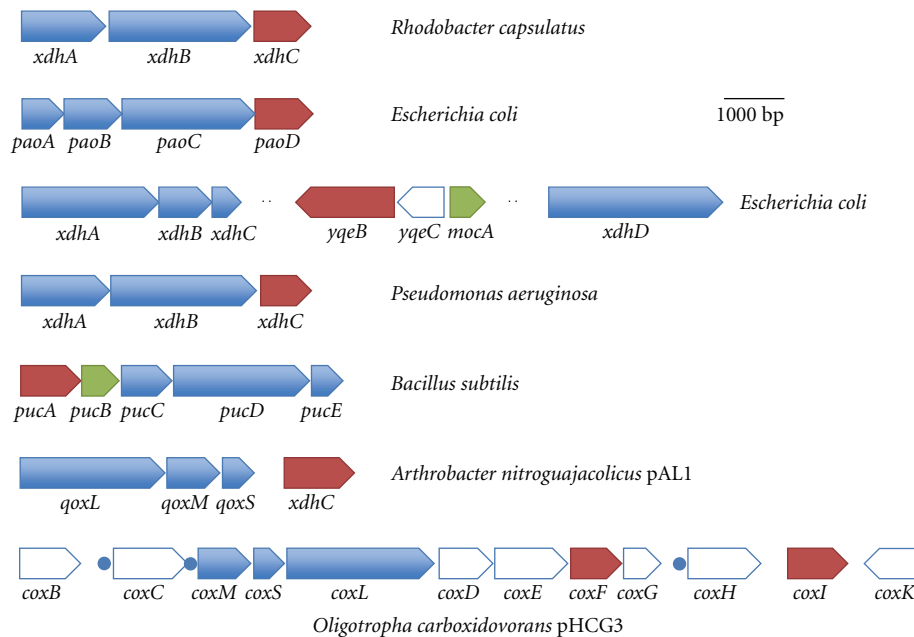 xdhA xdhB xdhC Rhodobacter capsulatus
paoA paoB paoC paoD Escherichia coli 1000 bp
xdhA xdhB xdhC .. yqeB yqeC mocA .. xdhD Escherichia coli
xdhA xdhB xdhC Pseudomonas aeruginosa
pucA pucB pucC pucD pucE Bacillus subtilis
qoxL qoxM qoxS xdhC Arthrobacter nitroguajacolicus pAL1
coxB coxC coxM coxS coxL coxD coxE coxF coxG coxH coxI coxK
Oligotropha carboxidovorans pHCG3